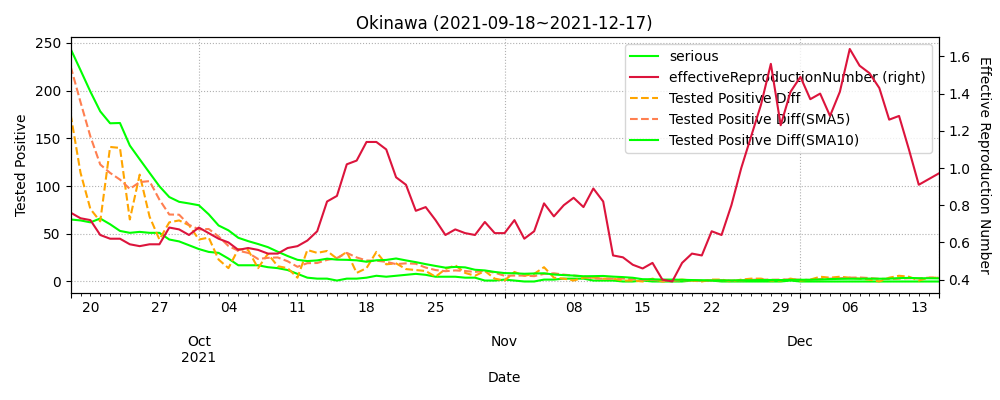 Okinawa (2021-09-18~2021-12-17)
serious
effectiveReproductionNumber (right)
Tested Positive Diff
Tested Positive Diff(SMA5)
Tested Positive Diff(SMA10)
Tested Positive
250
200
150
100
50
0
Effective Reproduction Number
1.6
1.4
1.2
1.0
0.8
0.6
0.4
20 27 04 11 18 25 08 15 22 29 06 13
Oct Nov Dec
2021
Date